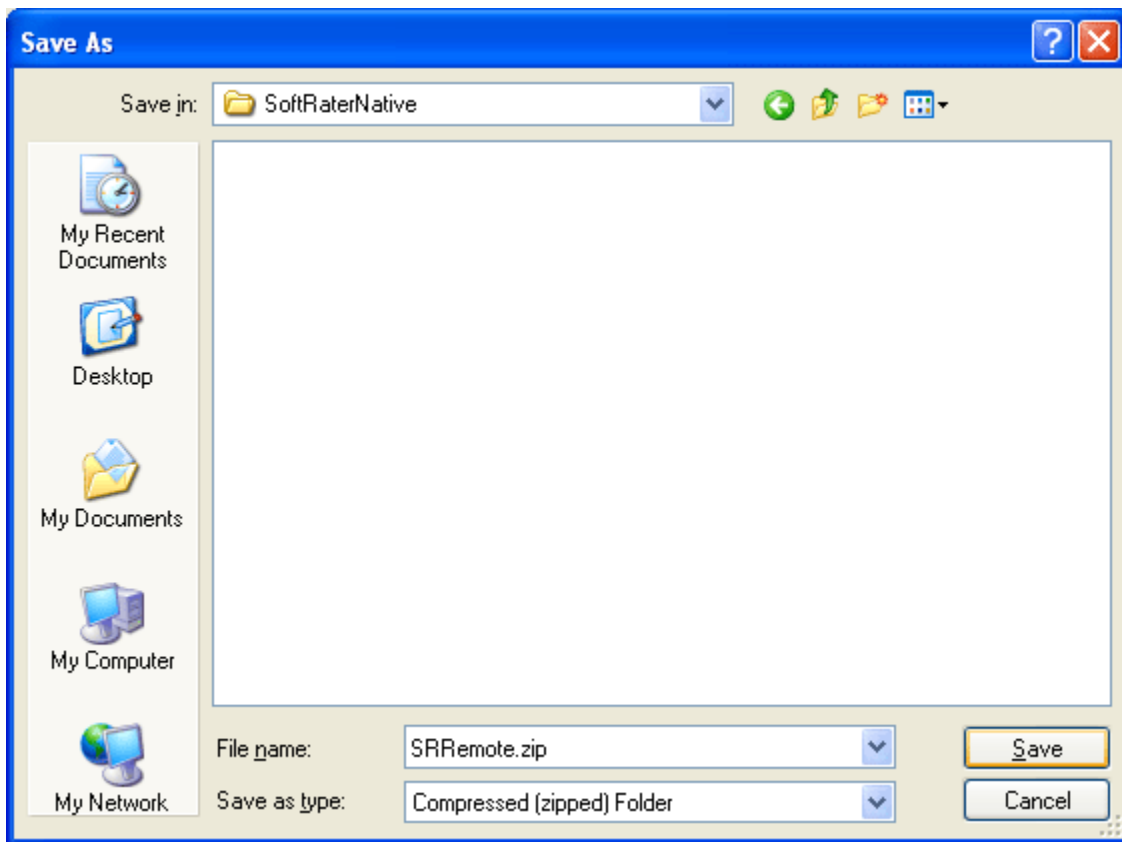 Save As
Save in: SoftRaterNative
My Recent
Documents
Desktop
My Documents
My Computer
My Network
File name: SRRemote.zip Save
Save as type: Compressed (zipped) Folder Cancel